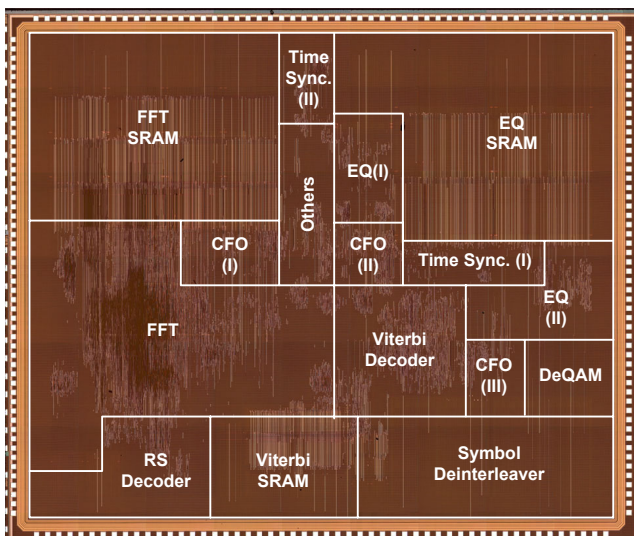 Time
Sync.
(II)
FFT
SRAM
EQ
SRAM
EQ(I)
Others
CFO
(I)
CFO
(II)
Time Sync. (I)
EQ
(II)
FFT
Viterbi
Decoder
CFO
(III)
DeQAM
RS
Decoder
Viterbi
SRAM
Symbol
Deinterleaver